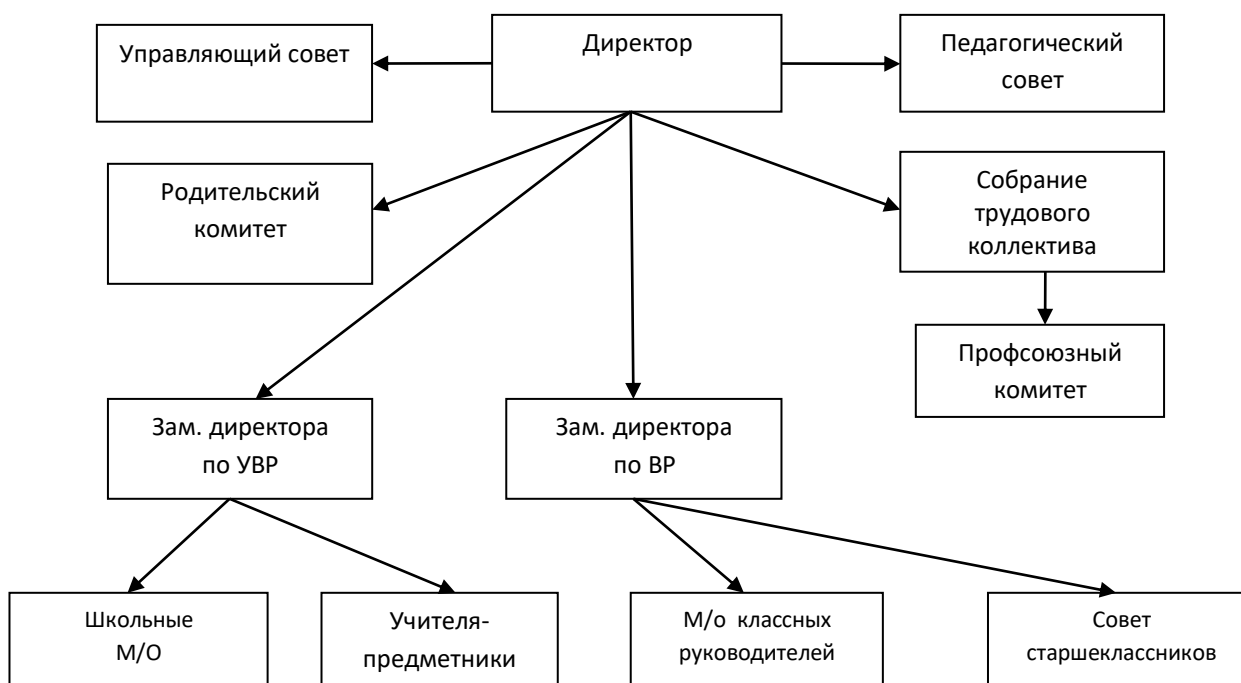 Управляющий совет
Директор
Педагогический
совет
Родительский
комитет
Собрание
трудового
коллектива
Профсоюзный
комитет
Зам. директора
по УВР
Зам. директора
по ВР
Школьные
М/О
Учителя-
предметники
М/о классных
руководителей
Совет
старшеклассников